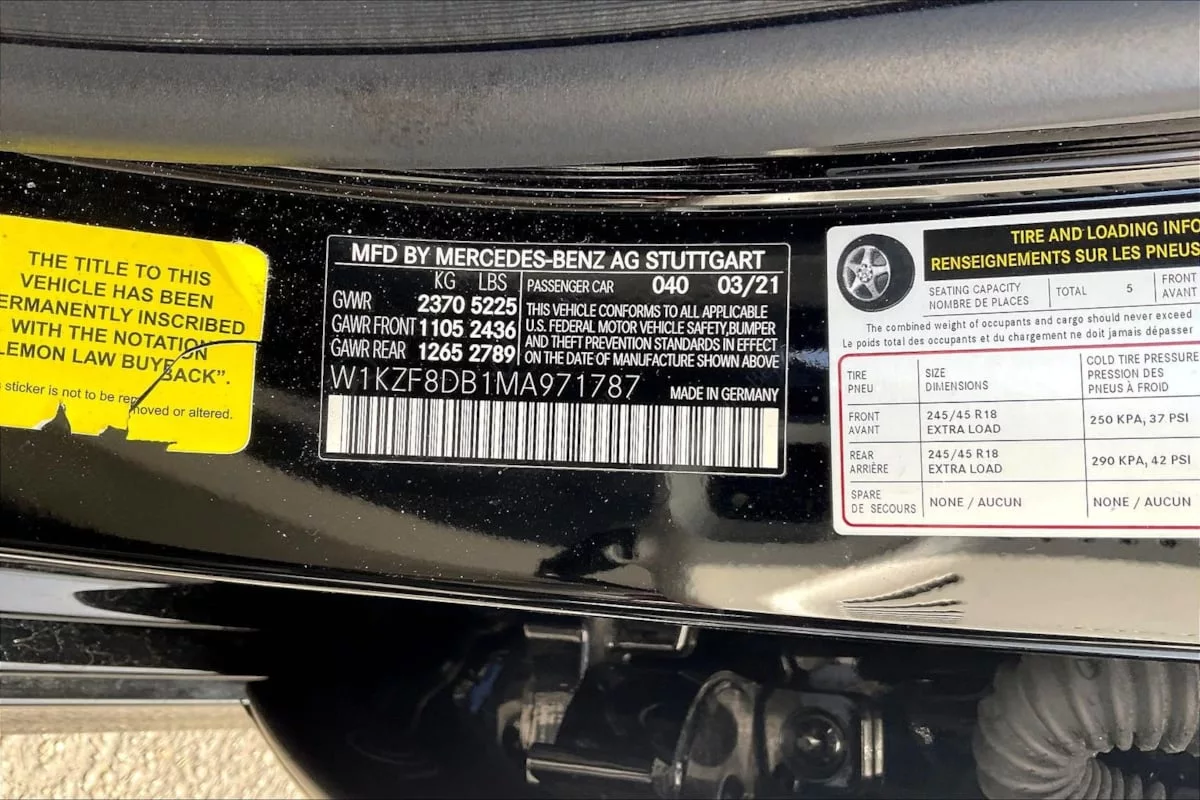 THE TITLE TO THIS
VEHICLE HAS BEEN
ERMANENTLY INSCRIBED
WITH THE NOTATION
LEMON LAW BUYBACK”.
sticker is not to be removed or altered.
MFD BY MERCEDES-BENZ AG STUTTGART
KG LBS
GVWR 2370 5225
GAWR FRONT 1105 2436
GAWR REAR 1265 2789
PASSENGER CAR 040 03/21
THIS VEHICLE CONFORMS TO ALL APPLICABLE
U.S. FEDERAL MOTOR VEHICLE SAFETY,BUMPER
AND THEFT PREVENTION STANDARDS IN EFFECT
ON THE DATE OF MANUFACTURE SHOWN ABOVE
W1KZF8DB1MA971787 MADE IN GERMANY
TIRE AND LOADING INFO
RENSEIGNEMENTS SUR LES PNEUS
SEATING CAPACITY
NOMBRE DE PLACES
TOTAL 5
FRONT
AVANT
The combined weight of occupants and cargo should never exceed
Le poids total des occupants et du chargement ne doit jamais dépasser
TIRE
PNEU
SIZE
DIMENSIONS
COLD TIRE PRESSURE
PRESSION DES
PNEUS À FROID
FRONT
AVANT
245/45 R18
EXTRA LOAD
250 KPA, 37 PSI
REAR
ARRIÈRE
245/45 R18
EXTRA LOAD
290 KPA, 42 PSI
SPARE
DE SECOURS
NONE / AUCUN
NONE / AUCUN